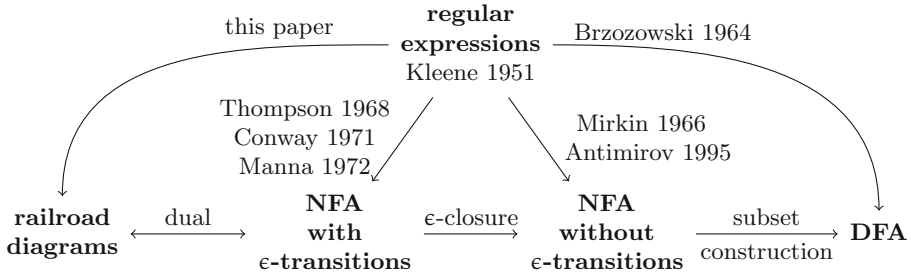 this paper
regular
expressions
Kleene 1951
Brzozowski 1964
Thompson 1968
Conway 1971
Manna 1972
Mirkin 1966
Antimirov 1995
railroad
diagrams
dual
NFA
with
ϵ-transitions
ϵ-closure
NFA
without
ϵ-transitions
subset
construction
DFA